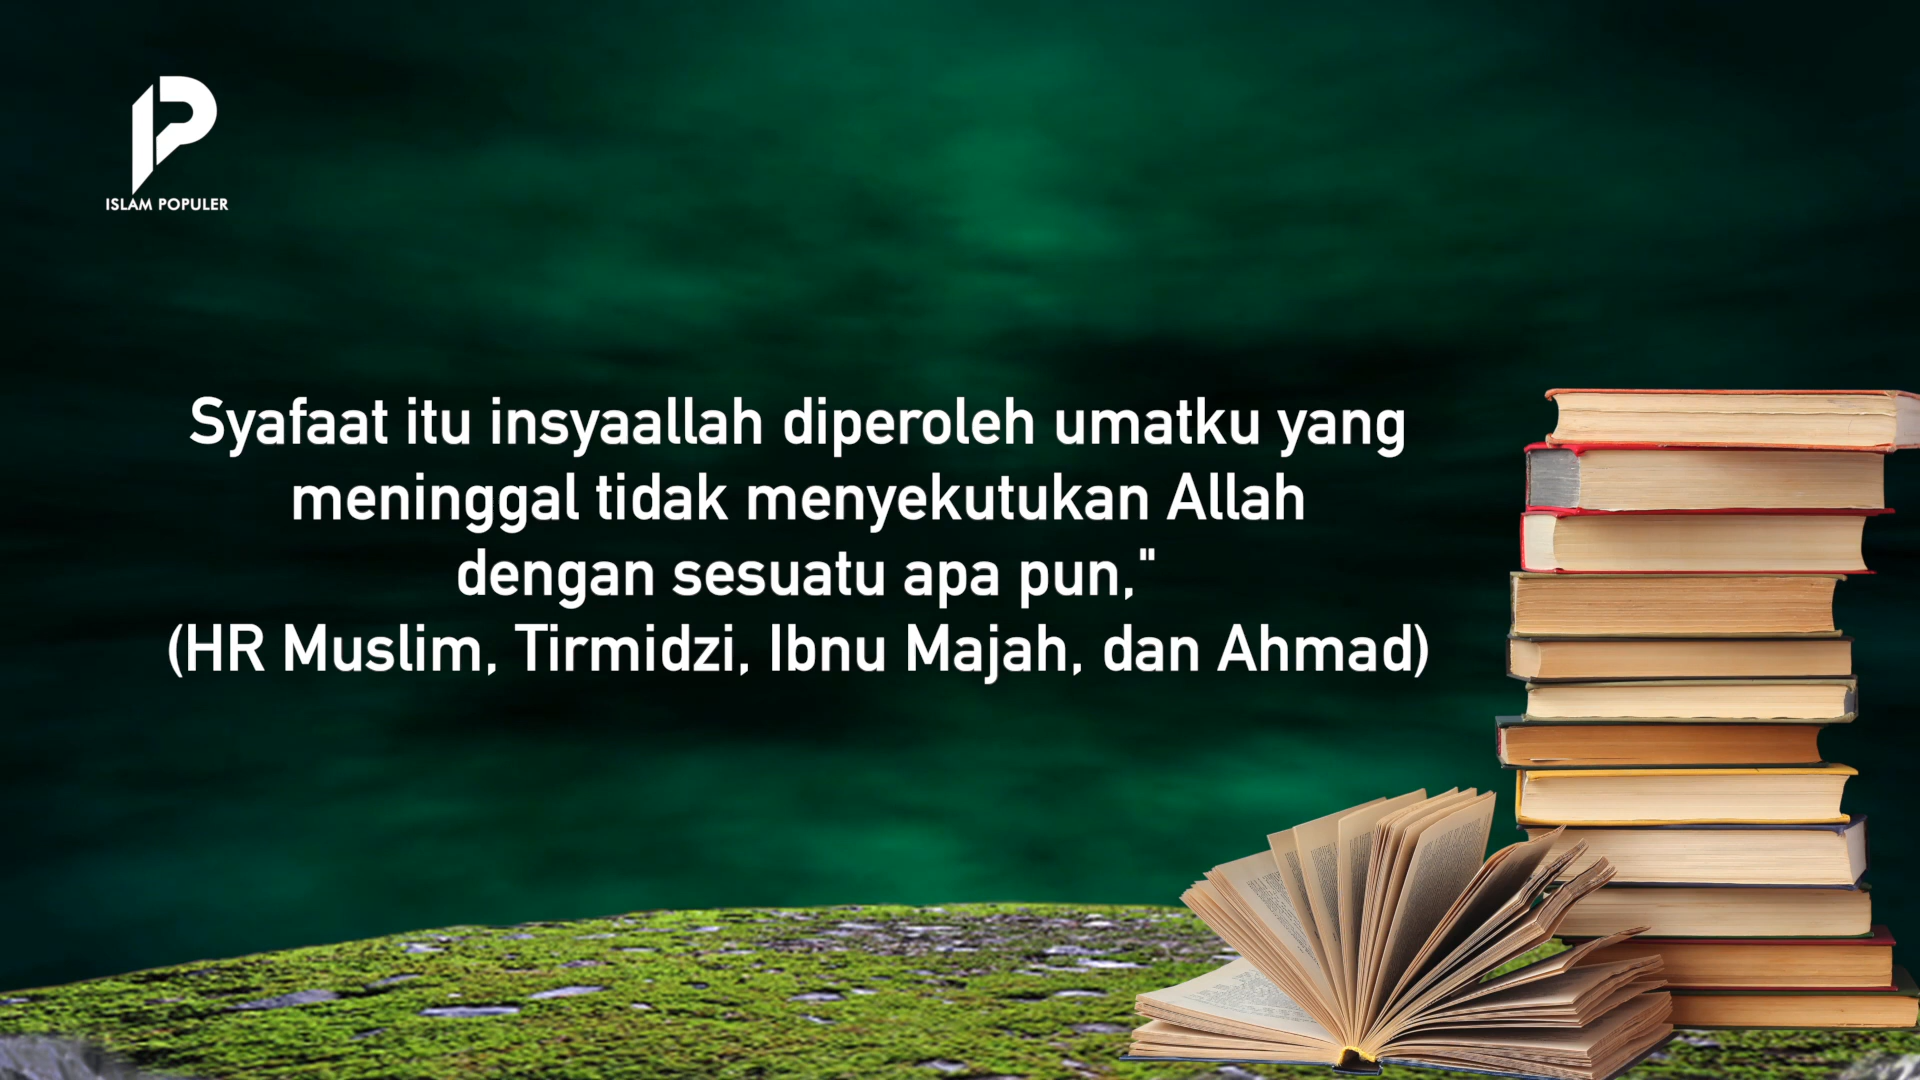 ISLAM POPULER
Syafaat itu insyaallah diperoleh umatku yang
meninggal tidak menyekutukan Allah
dengan sesuatu apa pun,"
(HR Muslim, Tirmidzi, Ibnu Majah, dan Ahmad)